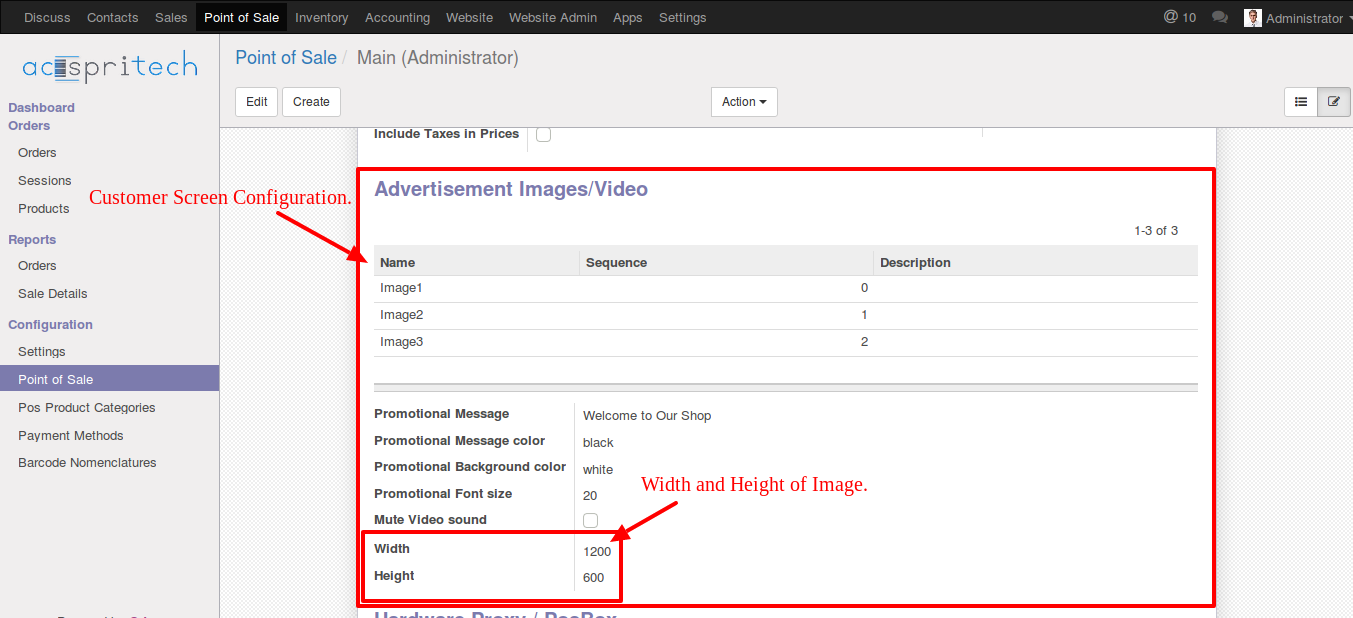 Discuss Contacts Sales Point of Sale Inventory Accounting Website Website Admin Apps Settings @ 10 Administrator
acespritech
Point of Sale / Main (Administrator)
Edit Create Action
Dashboard
Orders
Orders
Sessions
Products
Reports
Orders
Sale Details
Configuration
Settings
Point of Sale
Pos Product Categories
Payment Methods
Barcode Nomenclatures
Include Taxes in Prices
Customer Screen Configuration.
Advertisement Images/Video
1-3 of 3
Name Sequence Description
Image1 0
Image2 1
Image3 2
Promotional Message Welcome to Our Shop
Promotional Message color black
Promotional Background color white
Promotional Font size 20
Width and Height of Image.
Mute Video sound
Width 1200
Height 600
Hardware Proxy / PosBox